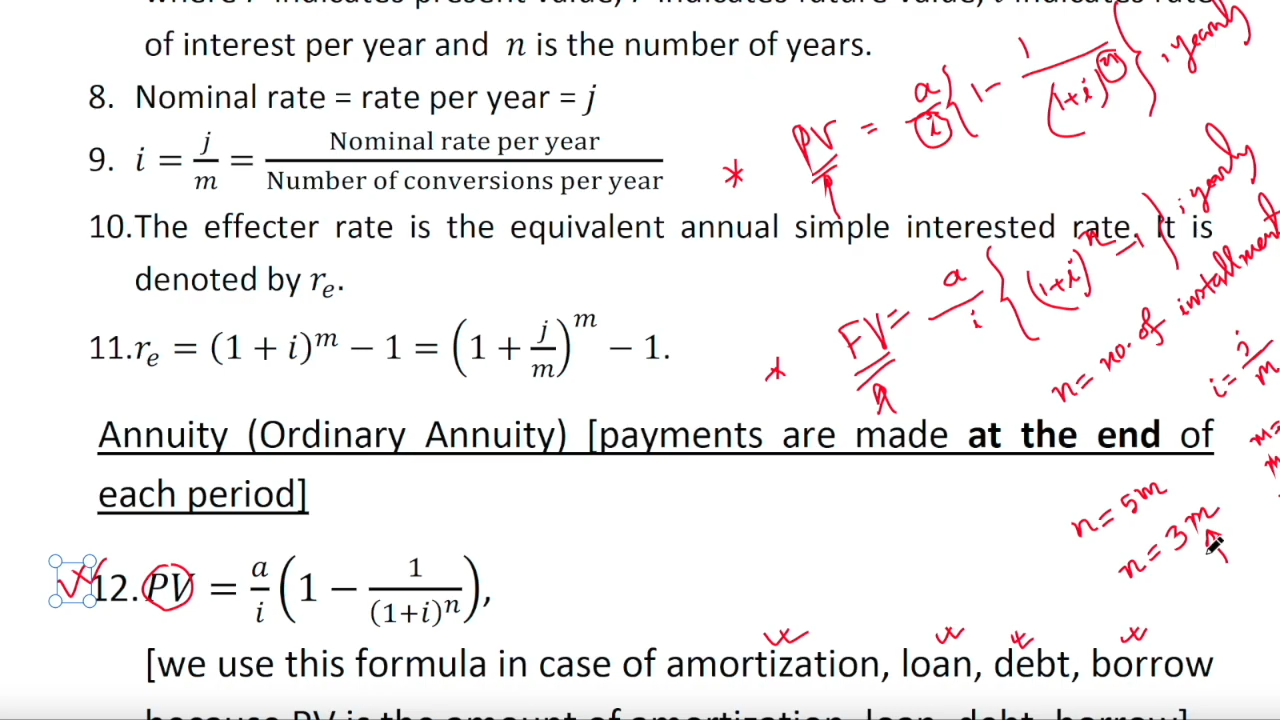 of interest per year and n is the number of years.
8. Nominal rate = rate per year = j
9. i = j/m = Nominal rate per year / Number of conversions per year
10.The effecter rate is the equivalent annual simple interested rate. It is
denoted by rₑ.
11.rₑ = (1 + i)^m − 1 = (1 + j/m)^m − 1.
Annuity (Ordinary Annuity) [payments are made at the end of
each period]
12. PV = a/i (1 − 1/(1+i)^n),
[we use this formula in case of amortization, loan, debt, borrow
* PV = a/i {1 - 1/(1+i)^n}, yearly
* FV = a/i {(1+i)^n - 1}, yearly
n = no. of installment
i = j/m
n = 5m
n = 3m